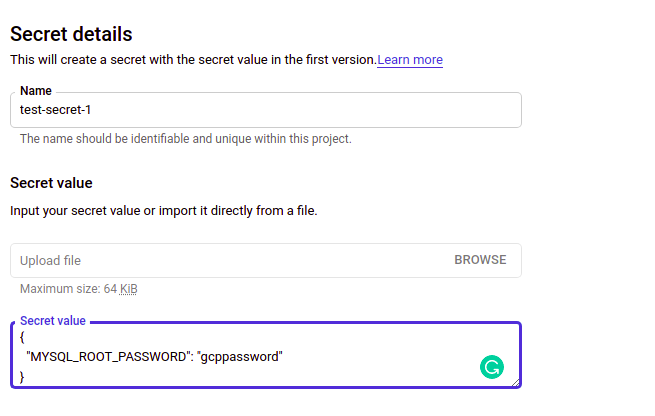 Secret details
This will create a secret with the secret value in the first version.Learn more
Name
test-secret-1
The name should be identifiable and unique within this project.
Secret value
Input your secret value or import it directly from a file.
Upload file BROWSE
Maximum size: 64 KiB
Secret value
{
"MYSQL_ROOT_PASSWORD": "gcppassword"
}